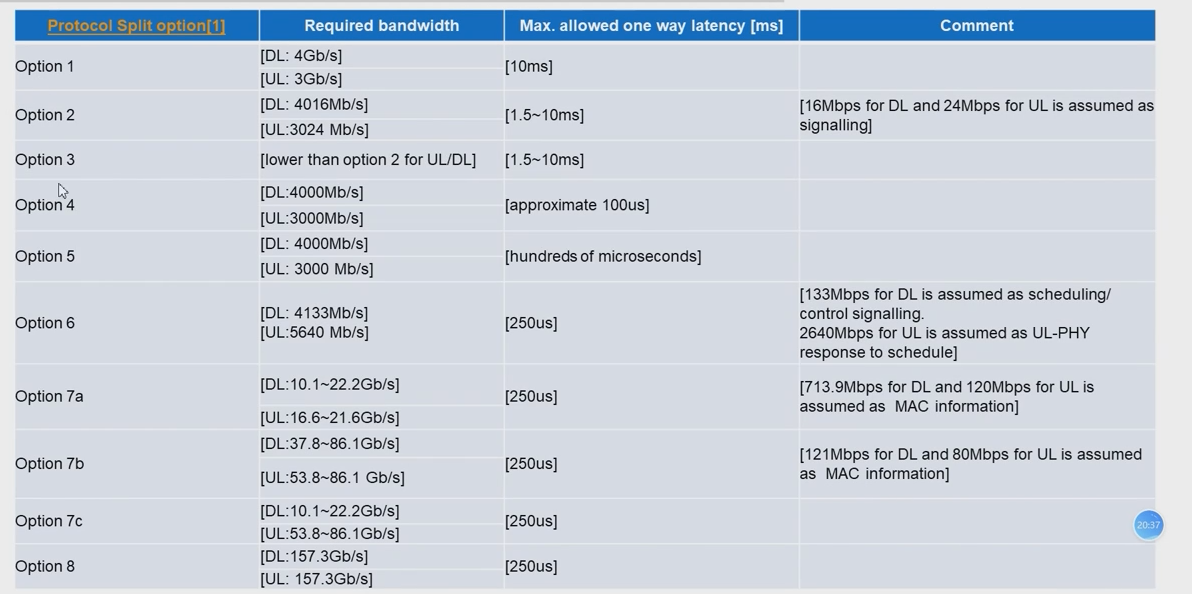 Protocol Split option[1] Required bandwidth Max. allowed one way latency [ms] Comment
Option 1
[DL: 4Gb/s]
[UL: 3Gb/s]
[10ms]
Option 2
[DL: 4016Mb/s]
[UL:3024 Mb/s]
[1.5~10ms]
[16Mbps for DL and 24Mbps for UL is assumed as
signalling]
Option 3
[lower than option 2 for UL/DL]
[1.5~10ms]
Option 4
[DL:4000Mb/s]
[UL:3000Mb/s]
[approximate 100us]
Option 5
[DL: 4000Mb/s]
[UL: 3000 Mb/s]
[hundreds of microseconds]
Option 6
[DL: 4133Mb/s]
[UL:5640 Mb/s]
[250us]
[133Mbps for DL is assumed as scheduling/
control signalling.
2640Mbps for UL is assumed as UL-PHY
response to schedule]
Option 7a
[DL:10.1~22.2Gb/s]
[UL:16.6~21.6Gb/s]
[250us]
[713.9Mbps for DL and 120Mbps for UL is
assumed as  MAC information]
Option 7b
[DL:37.8~86.1Gb/s]
[UL:53.8~86.1 Gb/s]
[250us]
[121Mbps for DL and 80Mbps for UL is assumed
as  MAC information]
Option 7c
[DL:10.1~22.2Gb/s]
[UL:53.8~86.1Gb/s]
[250us]
20:37
Option 8
[DL:157.3Gb/s]
[UL: 157.3Gb/s]
[250us]